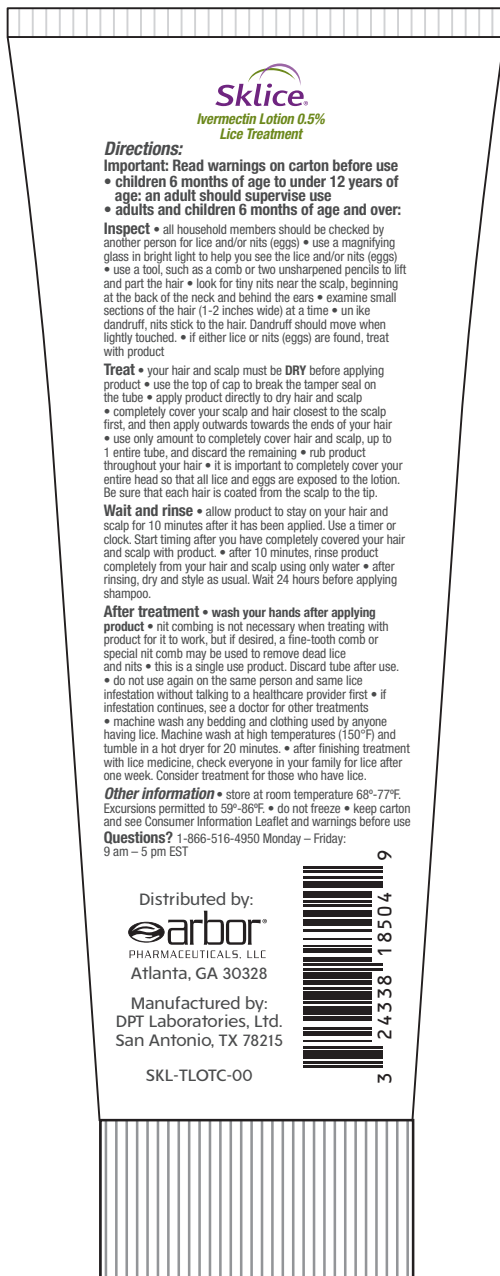 Sklice®
Ivermectin Lotion 0.5%
Lice Treatment
Directions:
Important: Read warnings on carton before use
• children 6 months of age to under 12 years of
age: an adult should supervise use
• adults and children 6 months of age and over:
Inspect • all household members should be checked by
another person for lice and/or nits (eggs) • use a magnifying
glass in bright light to help you see the lice and/or nits (eggs)
• use a tool, such as a comb or two unsharpened pencils to lift
and part the hair • look for tiny nits near the scalp, beginning
at the back of the neck and behind the ears • examine small
sections of the hair (1-2 inches wide) at a time • un ike
dandruff, nits stick to the hair. Dandruff should move when
lightly touched. • if either lice or nits (eggs) are found, treat
with product
Treat • your hair and scalp must be DRY before applying
product • use the top of cap to break the tamper seal on
the tube • apply product directly to dry hair and scalp
• completely cover your scalp and hair closest to the scalp
first, and then apply outwards towards the ends of your hair
• use only amount to completely cover hair and scalp, up to
1 entire tube, and discard the remaining • rub product
throughout your hair • it is important to completely cover your
entire head so that all lice and eggs are exposed to the lotion.
Be sure that each hair is coated from the scalp to the tip.
Wait and rinse • allow product to stay on your hair and
scalp for 10 minutes after it has been applied. Use a timer or
clock. Start timing after you have completely covered your hair
and scalp with product. • after 10 minutes, rinse product
completely from your hair and scalp using only water • after
rinsing, dry and style as usual. Wait 24 hours before applying
shampoo.
After treatment • wash your hands after applying
product • nit combing is not necessary when treating with
product for it to work, but if desired, a fine-tooth comb or
special nit comb may be used to remove dead lice
and nits • this is a single use product. Discard tube after use.
• do not use again on the same person and same lice
infestation without talking to a healthcare provider first • if
infestation continues, see a doctor for other treatments
• machine wash any bedding and clothing used by anyone
having lice. Machine wash at high temperatures (150°F) and
tumble in a hot dryer for 20 minutes. • after finishing treatment
with lice medicine, check everyone in your family for lice after
one week. Consider treatment for those who have lice.
Other information • store at room temperature 68º-77ºF.
Excursions permitted to 59º-86ºF. • do not freeze • keep carton
and see Consumer Information Leaflet and warnings before use
Questions? 1-866-516-4950 Monday – Friday:
9 am – 5 pm EST
Distributed by:
arbor®
PHARMACEUTICALS, LLC
Atlanta, GA 30328
Manufactured by:
DPT Laboratories, Ltd.
San Antonio, TX 78215
SKL-TLOTC-00
3 24338 18504 9